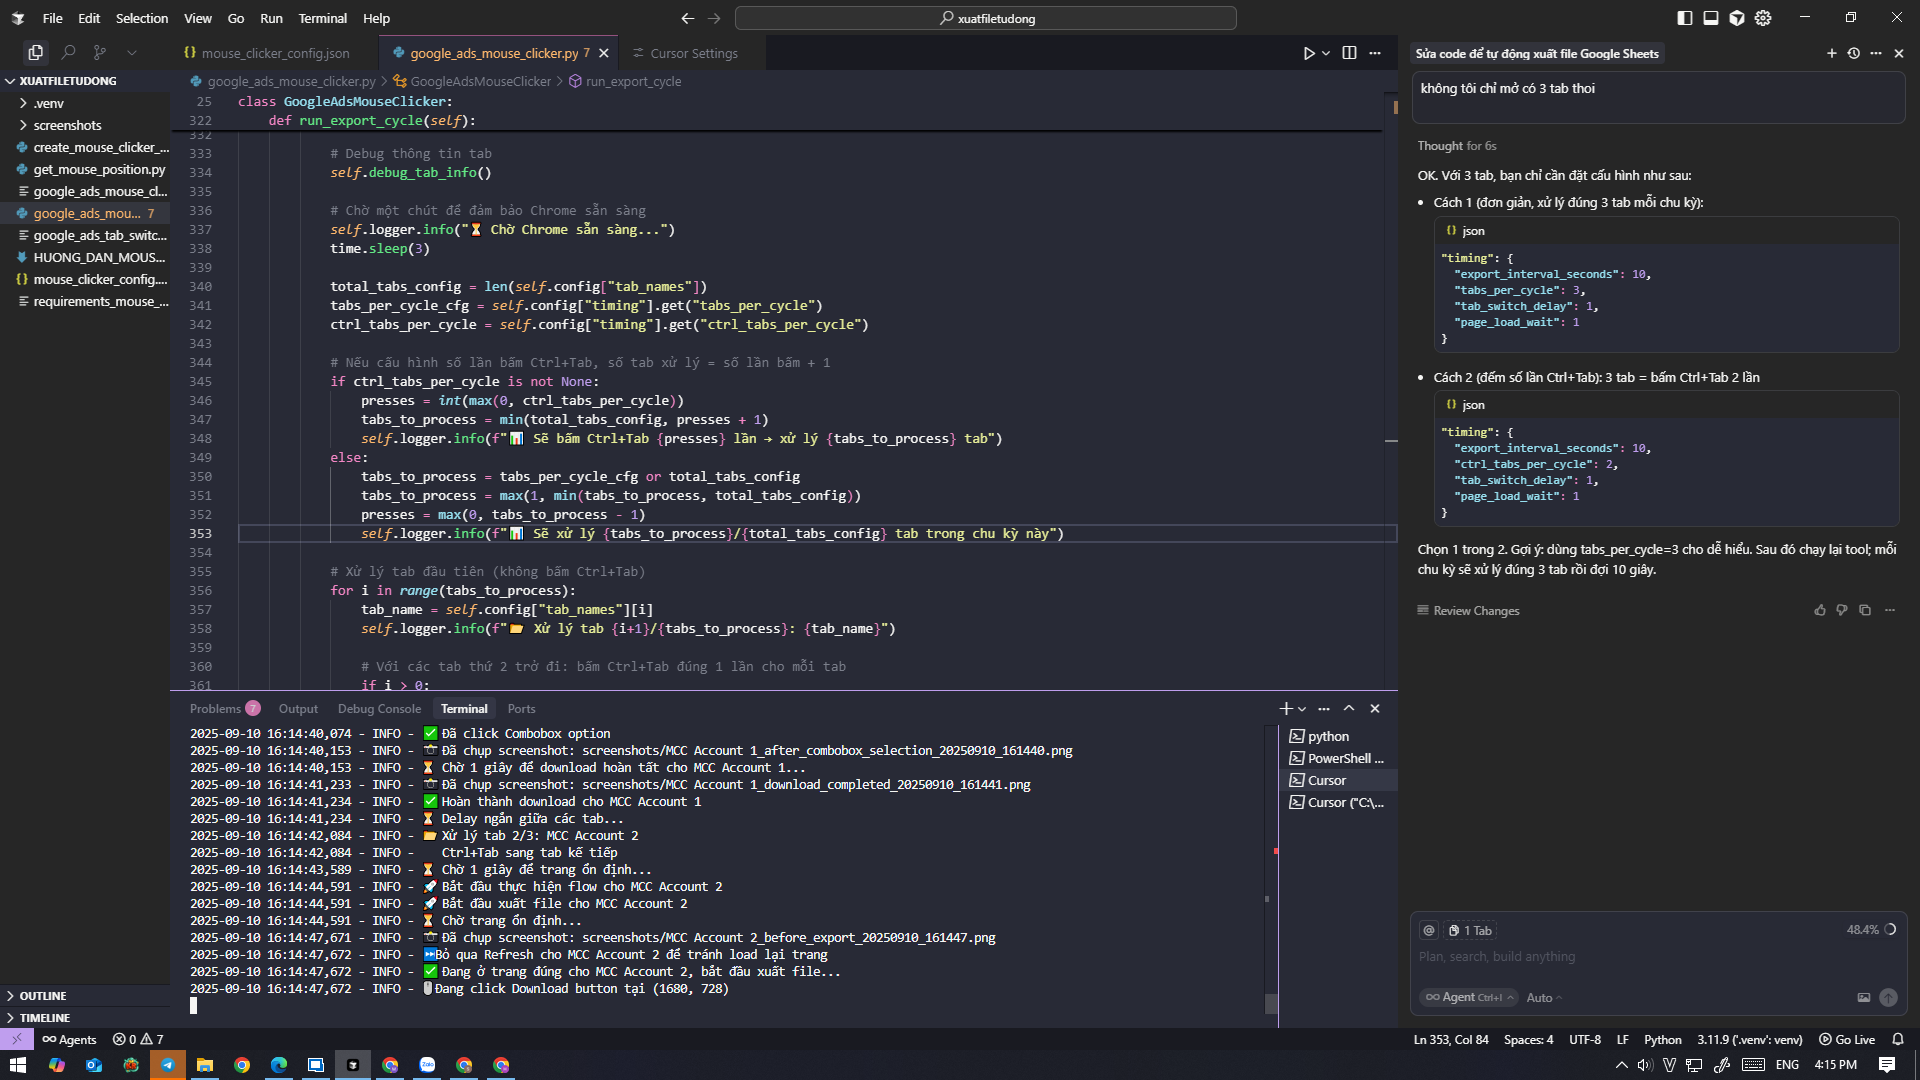 File Edit Selection View Go Run Terminal Help
xuatfiletudong
mouse_clicker_config.json
google_ads_mouse_clicker.py 7
Cursor Settings
XUATFILETUDONG
.venv
screenshots
create_mouse_clicker_...
get_mouse_position.py
google_ads_mouse_cl...
google_ads_mou... 7
google_ads_tab_switc...
HUONG_DAN_MOUS...
mouse_clicker_config....
requirements_mouse_...
OUTLINE
TIMELINE
google_ads_mouse_clicker.py > GoogleAdsMouseClicker > run_export_cycle
25 class GoogleAdsMouseClicker:
322 def run_export_cycle(self):
332
333 # Debug thông tin tab
334 self.debug_tab_info()
335
336 # Chờ một chút để đảm bảo Chrome sẵn sàng
337 self.logger.info("⏳ Chờ Chrome sẵn sàng...")
338 time.sleep(3)
339
340 total_tabs_config = len(self.config["tab_names"])
341 tabs_per_cycle_cfg = self.config["timing"].get("tabs_per_cycle")
342 ctrl_tabs_per_cycle = self.config["timing"].get("ctrl_tabs_per_cycle")
343
344 # Nếu cấu hình số lần bấm Ctrl+Tab, số tab xử lý = số lần bấm + 1
345 if ctrl_tabs_per_cycle is not None:
346 presses = int(max(0, ctrl_tabs_per_cycle))
347 tabs_to_process = min(total_tabs_config, presses + 1)
348 self.logger.info(f"📊 Sẽ bấm Ctrl+Tab {presses} lần → xử lý {tabs_to_process} tab")
349 else:
350 tabs_to_process = tabs_per_cycle_cfg or total_tabs_config
351 tabs_to_process = max(1, min(tabs_to_process, total_tabs_config))
352 presses = max(0, tabs_to_process - 1)
353 self.logger.info(f"📊 Sẽ xử lý {tabs_to_process}/{total_tabs_config} tab trong chu kỳ này")
354
355 # Xử lý tab đầu tiên (không bấm Ctrl+Tab)
356 for i in range(tabs_to_process):
357 tab_name = self.config["tab_names"][i]
358 self.logger.info(f"📂 Xử lý tab {i+1}/{tabs_to_process}: {tab_name}")
359
360 # Với các tab thứ 2 trở đi: bấm Ctrl+Tab đúng 1 lần cho mỗi tab
361 if i > 0:
Problems 7 Output Debug Console Terminal Ports
2025-09-10 16:14:40,074 - INFO - ✅ Đã click Combobox option
2025-09-10 16:14:40,153 - INFO - 📸 Đã chụp screenshot: screenshots/MCC Account 1_after_combobox_selection_20250910_161440.png
2025-09-10 16:14:40,153 - INFO - ⏳ Chờ 1 giây để download hoàn tất cho MCC Account 1...
2025-09-10 16:14:41,233 - INFO - 📸 Đã chụp screenshot: screenshots/MCC Account 1_download_completed_20250910_161441.png
2025-09-10 16:14:41,234 - INFO - ✅ Hoàn thành download cho MCC Account 1
2025-09-10 16:14:41,234 - INFO - ⏳ Delay ngắn giữa các tab...
2025-09-10 16:14:42,084 - INFO - 📂 Xử lý tab 2/3: MCC Account 2
2025-09-10 16:14:42,084 - INFO - Ctrl+Tab sang tab kế tiếp
2025-09-10 16:14:43,589 - INFO - ⏳ Chờ 1 giây để trang ổn định...
2025-09-10 16:14:44,591 - INFO - 🚀 Bắt đầu thực hiện flow cho MCC Account 2
2025-09-10 16:14:44,591 - INFO - 🚀 Bắt đầu xuất file cho MCC Account 2
2025-09-10 16:14:44,591 - INFO - ⏳ Chờ trang ổn định...
2025-09-10 16:14:47,671 - INFO - 📸 Đã chụp screenshot: screenshots/MCC Account 2_before_export_20250910_161447.png
2025-09-10 16:14:47,672 - INFO - ⏭️Bỏ qua Refresh cho MCC Account 2 để tránh load lại trang
2025-09-10 16:14:47,672 - INFO - ✅ Đang ở trang đúng cho MCC Account 2, bắt đầu xuất file...
2025-09-10 16:14:47,672 - INFO - 🖱️Đang click Download button tại (1680, 728)
python
PowerShell ...
Cursor
Cursor ("C:\...
Sửa code để tự động xuất file Google Sheets
không tôi chỉ mở có 3 tab thoi
Thought for 6s
OK. Với 3 tab, bạn chỉ cần đặt cấu hình như sau:
Cách 1 (đơn giản, xử lý đúng 3 tab mỗi chu kỳ):
json
"timing": {
"export_interval_seconds": 10,
"tabs_per_cycle": 3,
"tab_switch_delay": 1,
"page_load_wait": 1
}
Cách 2 (đếm số lần Ctrl+Tab): 3 tab = bấm Ctrl+Tab 2 lần
json
"timing": {
"export_interval_seconds": 10,
"ctrl_tabs_per_cycle": 2,
"tab_switch_delay": 1,
"page_load_wait": 1
}
Chọn 1 trong 2. Gợi ý: dùng tabs_per_cycle=3 cho dễ hiểu. Sau đó chạy lại tool; mỗi
chu kỳ sẽ xử lý đúng 3 tab rồi đợi 10 giây.
Review Changes
@ 1 Tab 48.4%
Plan, search, build anything
Agent Ctrl+I Auto
Agents 0 7
Ln 353, Col 84 Spaces: 4 UTF-8 LF Python 3.11.9 ('.venv': venv) Go Live
Zalo
ENG 4:15 PM